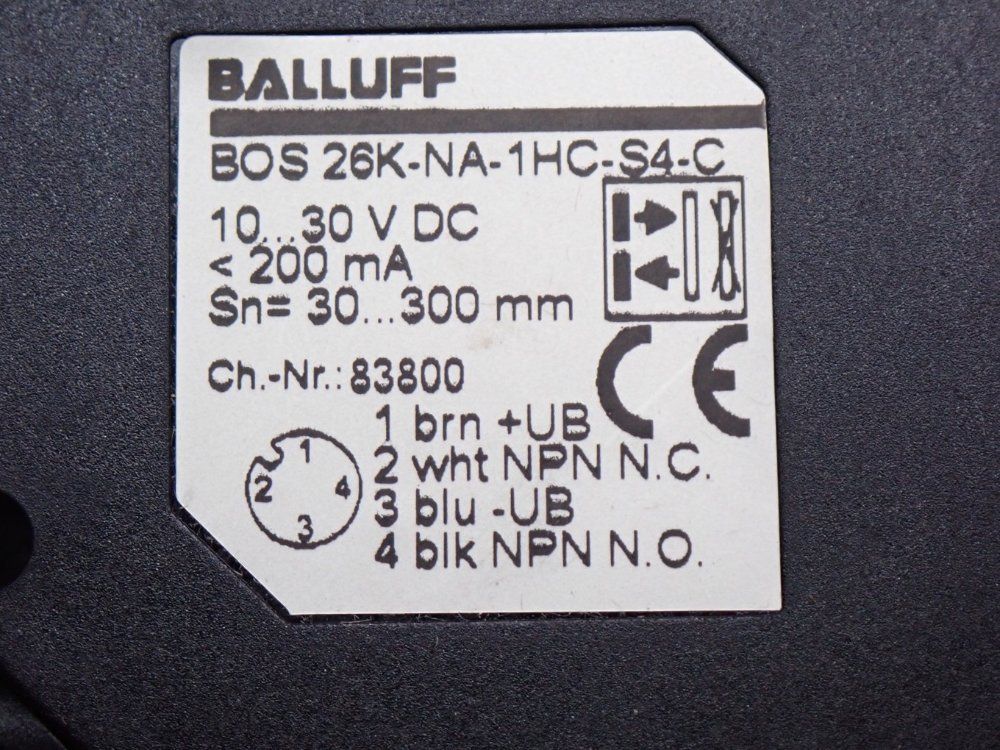 BALLUFF
BOS 26K-NA-1HC-S4-C
10...30 V DC
< 200 mA
Sn= 30...300 mm
CE
Ch.-Nr.: 83800
1 brn +UB
2 wht NPN N.C.
3 blu -UB
4 blk NPN N.O.
1
2 4
3